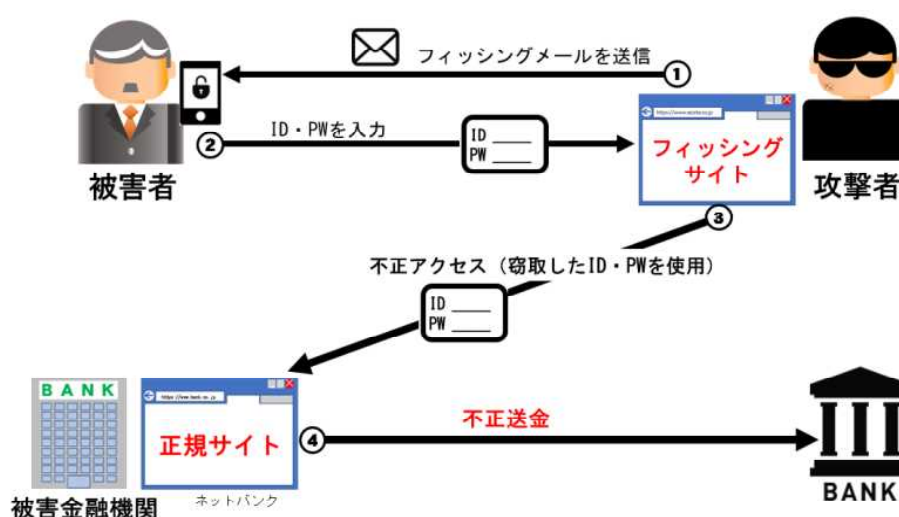 フィッシングメールを送信
①
②
ID・PWを入力
ID
PW
フィッシング
サイト
被害者
攻撃者
③
不正アクセス（窃取したID・PWを使用）
ID
PW
BANK
正規サイト
④
不正送金
ネットバンク
被害金融機関
BANK